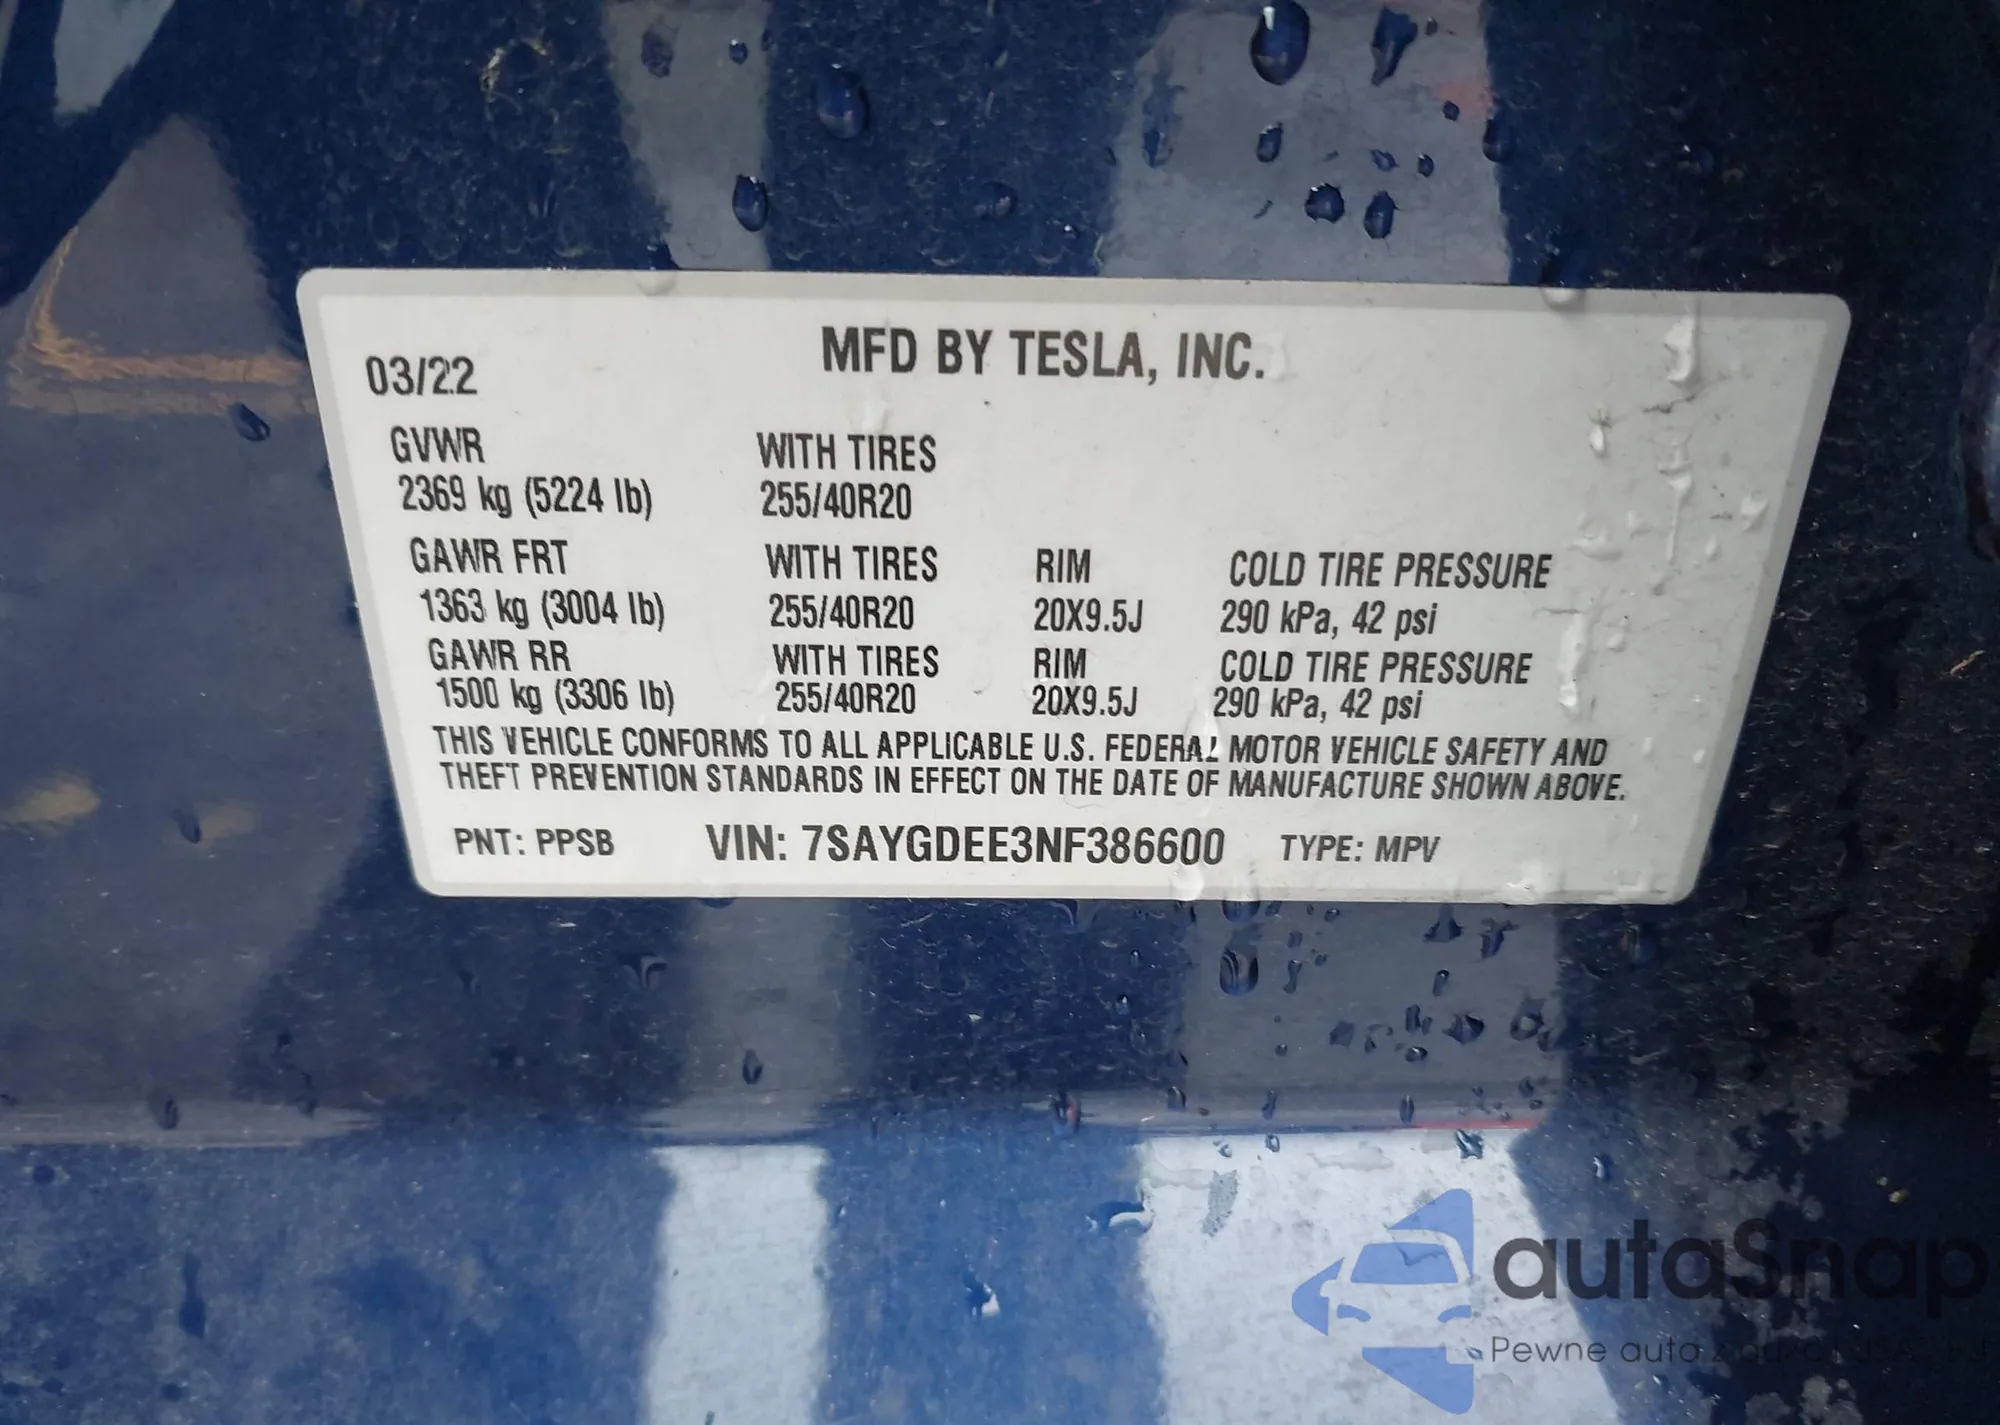 MFD BY TESLA, INC.
03/22
GVWR WITH TIRES
2369 kg (5224 lb) 255/40R20
GAWR FRT WITH TIRES RIM COLD TIRE PRESSURE
1363 kg (3004 lb) 255/40R20 20X9.5J 290 kPa, 42 psi
GAWR RR WITH TIRES RIM COLD TIRE PRESSURE
1500 kg (3306 lb) 255/40R20 20X9.5J 290 kPa, 42 psi
THIS VEHICLE CONFORMS TO ALL APPLICABLE U.S. FEDERAL MOTOR VEHICLE SAFETY AND
THEFT PREVENTION STANDARDS IN EFFECT ON THE DATE OF MANUFACTURE SHOWN ABOVE.
PNT: PPSB VIN: 7SAYGDEE3NF386600 TYPE: MPV
autaSnap
Pewne auta z